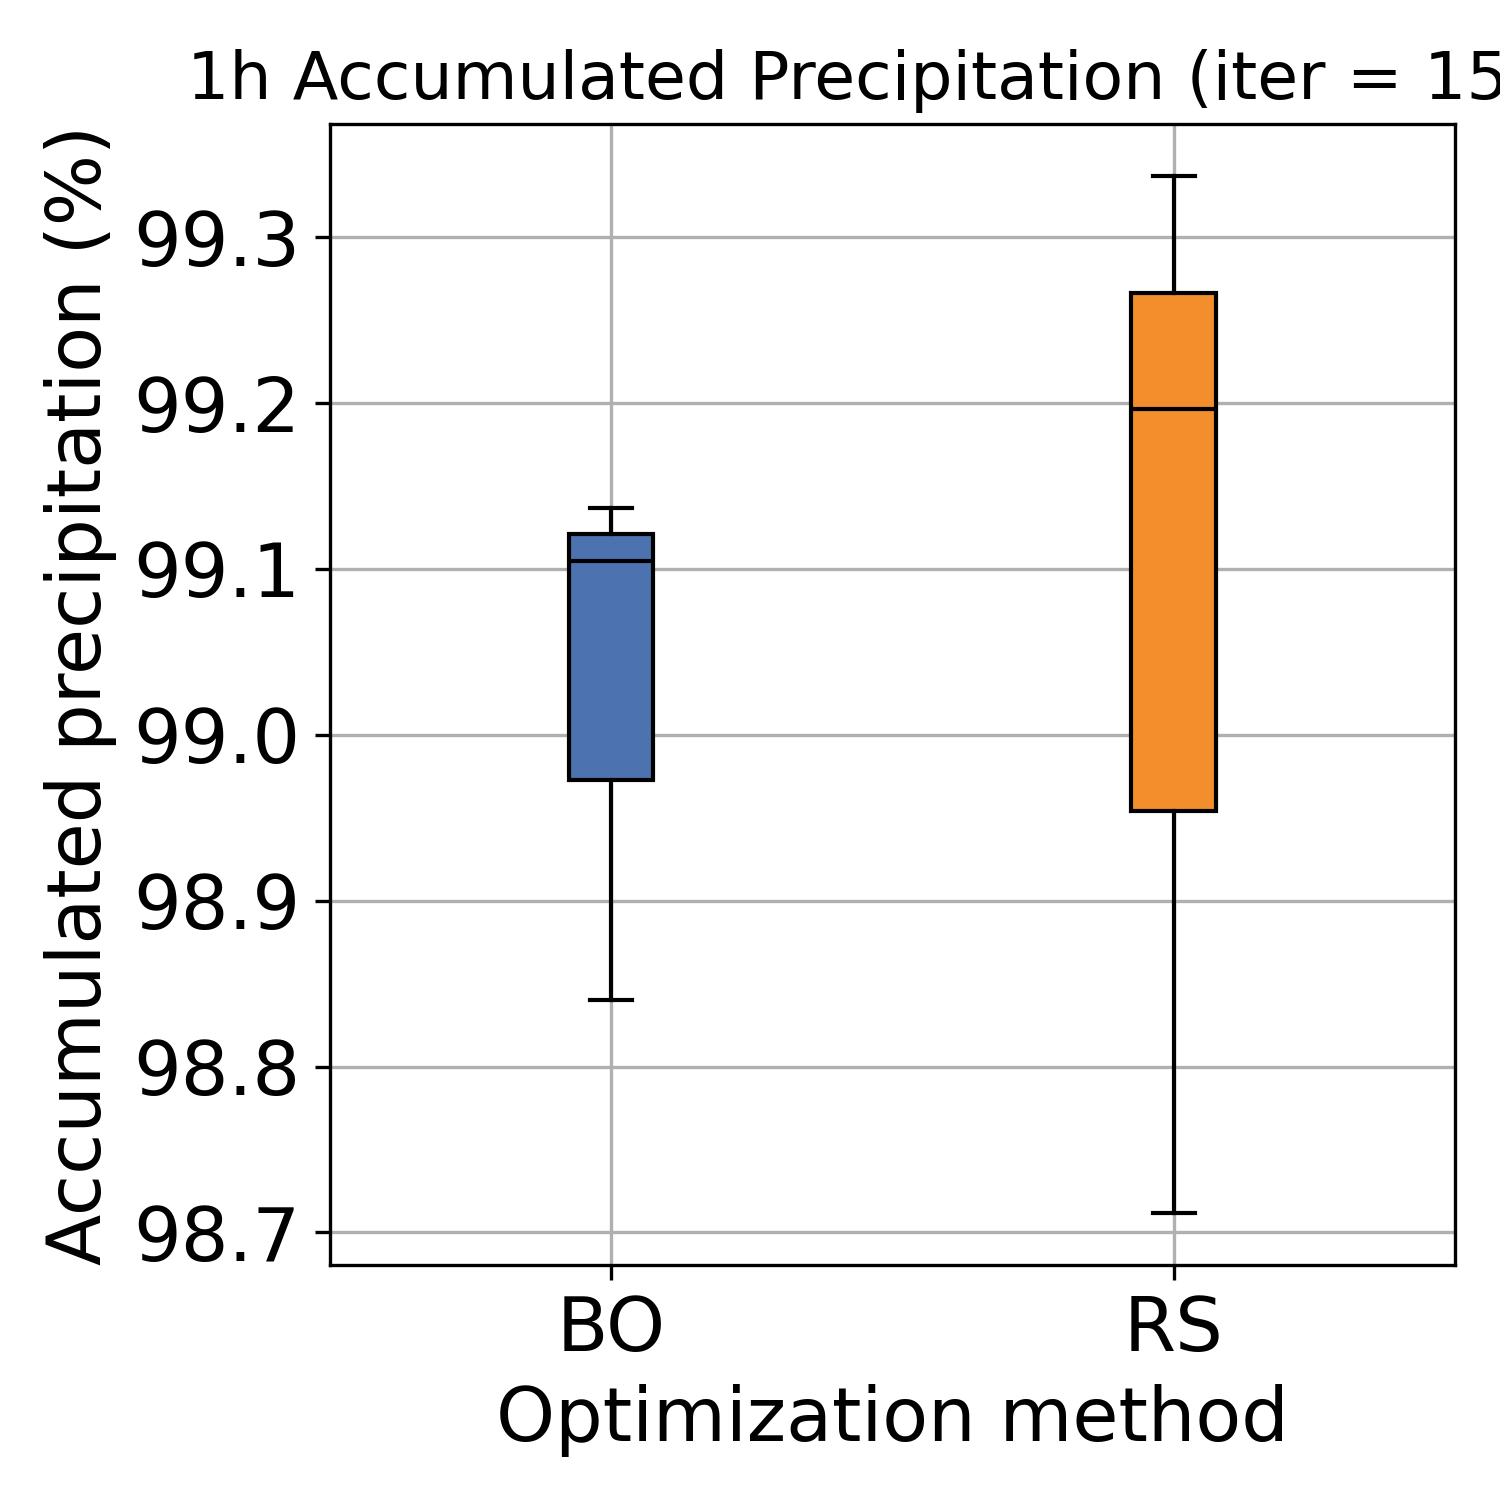 1h Accumulated Precipitation (iter = 15
Accumulated precipitation (%)
99.3
99.2
99.1
99.0
98.9
98.8
98.7
BO RS
Optimization method